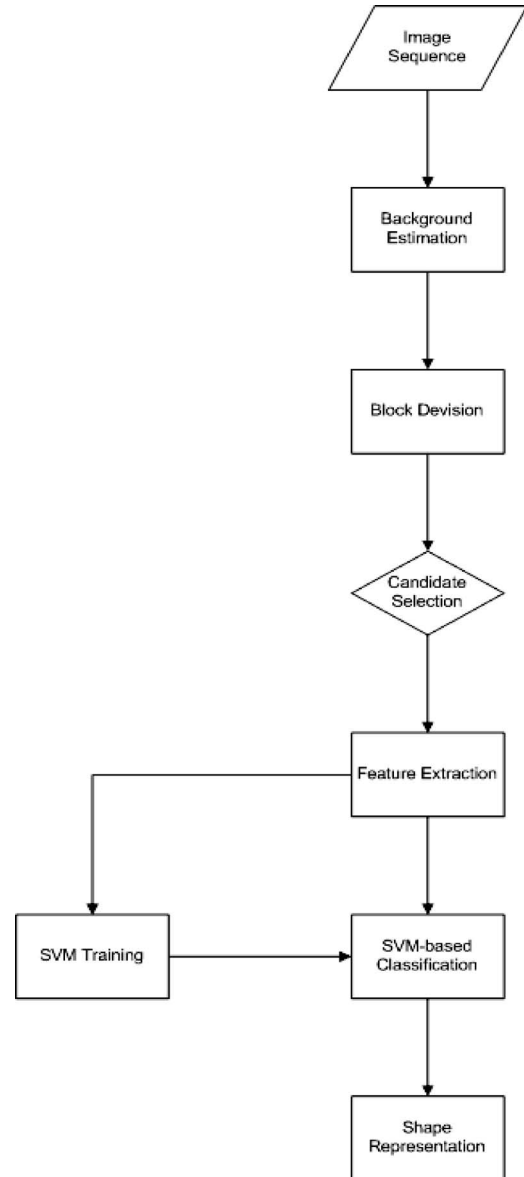 Image
Sequence
Background
Estimation
Block Devision
Candidate
Selection
Feature Extraction
SVM Training
SVM-based
Classification
Shape
Representation